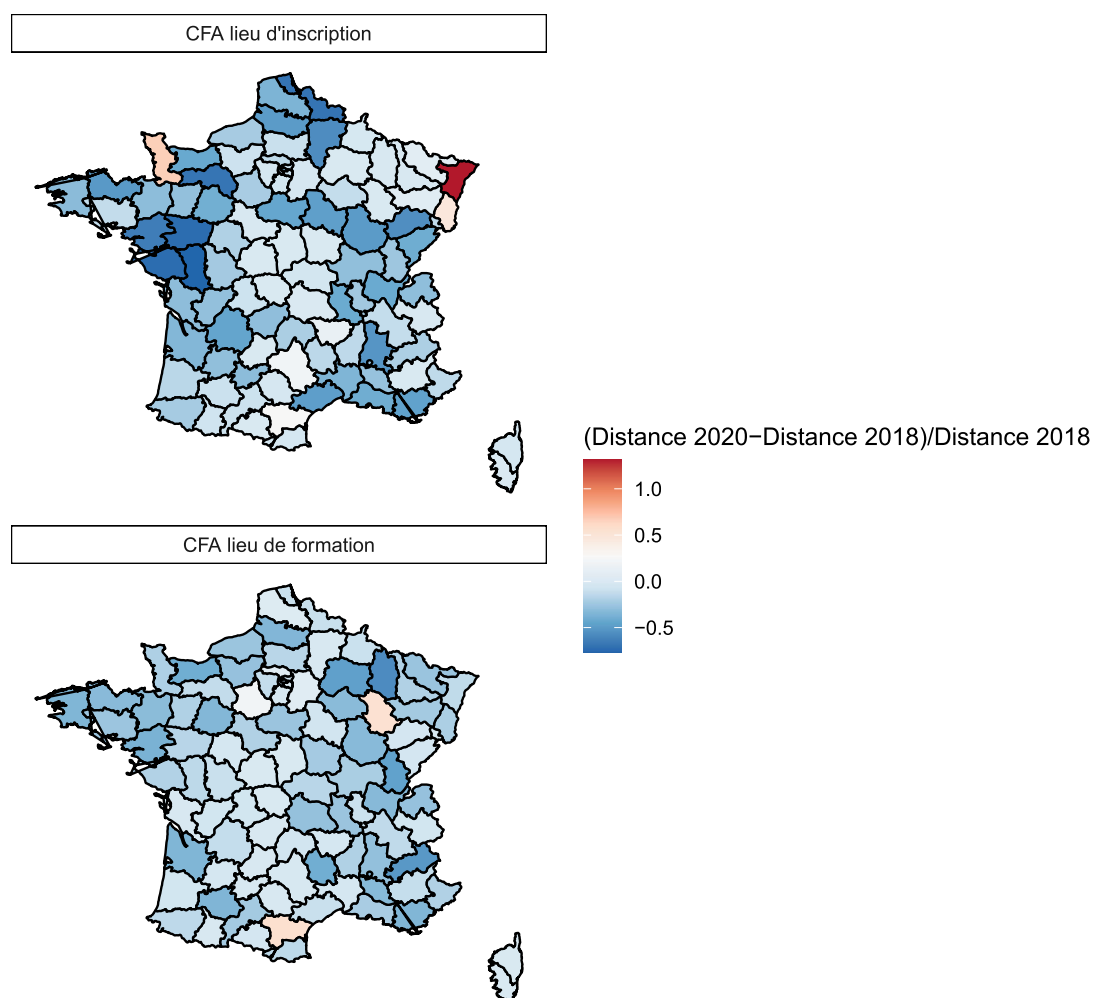 CFA lieu d'inscription
(Distance 2020−Distance 2018)/Distance 2018
1.0
0.5
0.0
−0.5
CFA lieu de formation